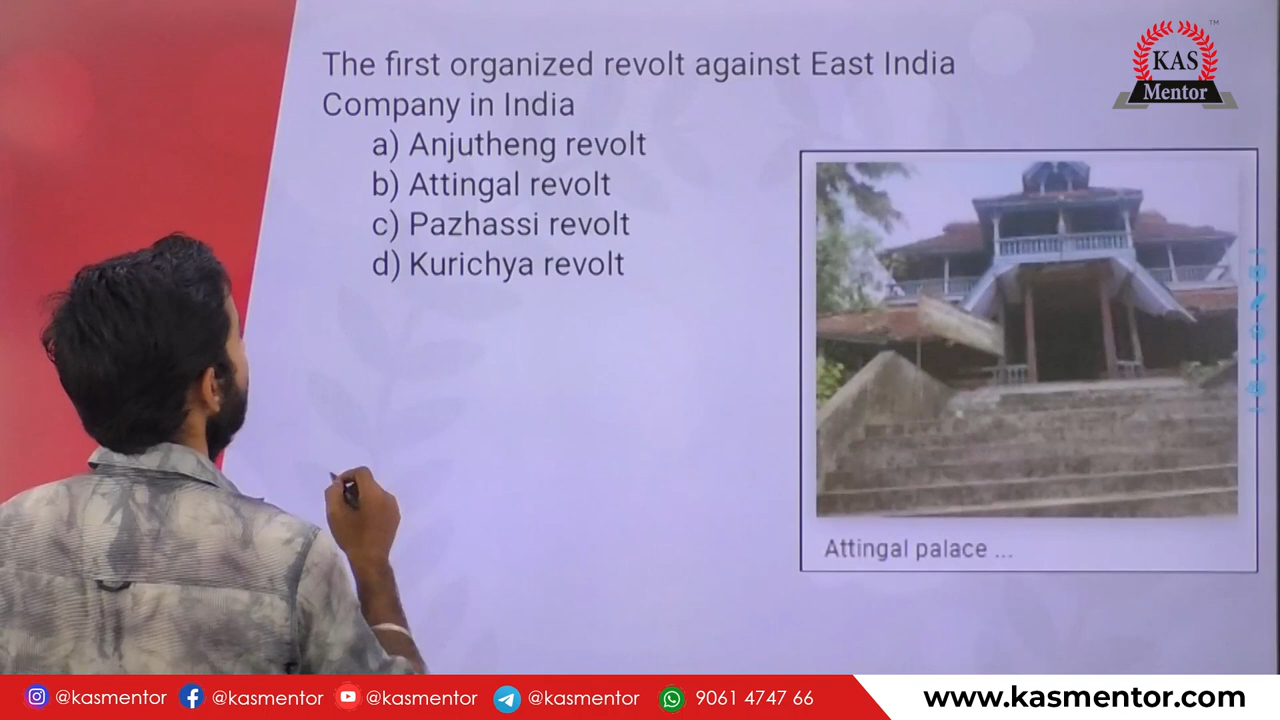 The first organized revolt against East India
Company in India
a) Anjutheng revolt
b) Attingal revolt
c) Pazhassi revolt
d) Kurichya revolt
KAS
Mentor
TM
Attingal palace ...
@kasmentor
@kasmentor
@kasmentor
@kasmentor
9061 4747 66
www.kasmentor.com